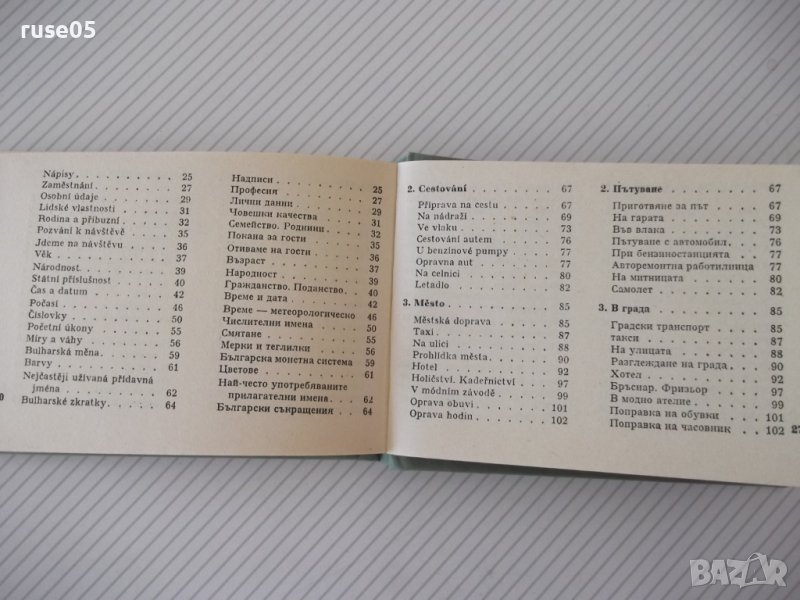 ruse05
Nápisy 25
Zaměstnání 27
Osobní údaje 29
Lidské vlastnosti 31
Rodina a příbuzní 32
Pozvání k návštěvě 35
Jdeme na návštěvu 36
Věk 37
Národnost 39
Státní příslušnost 40
Čas a datum 42
Počasí 46
Číslovky 50
Početní úkony 55
Míry a váhy 56
Bulharská měna 59
Barvy 61
Nejčastěji užívaná přídavná
jména 62
Bulharské zkratky 64
Надписи 25
Професия 27
Лични данни 29
Човешки качества 31
Семейство. Роднини 32
Покана за гости 35
Отиваме на гости 36
Възраст 37
Народност 39
Гражданство. Поданство 40
Време и дата 42
Време — метеорологическо 46
Числителни имена 50
Смятане 55
Мерки и теглилки 56
Българска монетна система 59
Цветове 61
Най-често употребяваните
прилагателни имена 62
Български съкращения 64
2. Cestování 67
Příprava na cestu 67
Na nádraží 69
Ve vlaku 73
Cestování autem 76
U benzínové pumpy 77
Opravna aut 77
Na celnici 80
Letadlo 82
3. Město 85
Městská doprava 85
Taxi 87
Na ulici 88
Prohlídka města 90
Hotel 92
Holičství. Kadeřnictví 97
V módním závodě 99
Oprava obuvi 101
Oprava hodin 102
2. Пътуване 67
Приготвяне за път 67
На гарата 69
Във влака 73
Пътуване с автомобил 76
При бензиностанцията 77
Авторемонтна работилница 77
На митницата 80
Самолет 82
3. В града 85
Градски транспорт 85
такси 87
На улицата 88
Разглеждане на града 90
Хотел 92
Бръснар. Фризьор 97
В модно ателие 99
Поправка на обувки 101
Поправка на часовник 102
BAZAR